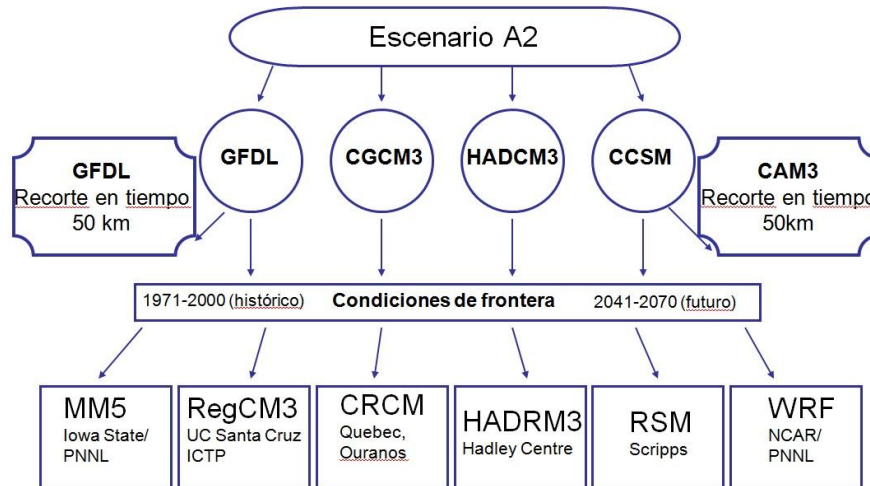 Escenario A2
GFDL
CGCM3
HADCM3
CCSM
GFDL
Recorte en tiempo
50 km
CAM3
Recorte en tiempo
50km
1971-2000 (histórico) Condiciones de frontera 2041-2070 (futuro)
MM5
Iowa State/
PNNL
RegCM3
UC Santa Cruz
ICTP
CRCM
Quebec,
Ouranos
HADRM3
Hadley Centre
RSM
Scripps
WRF
NCAR/
PNNL